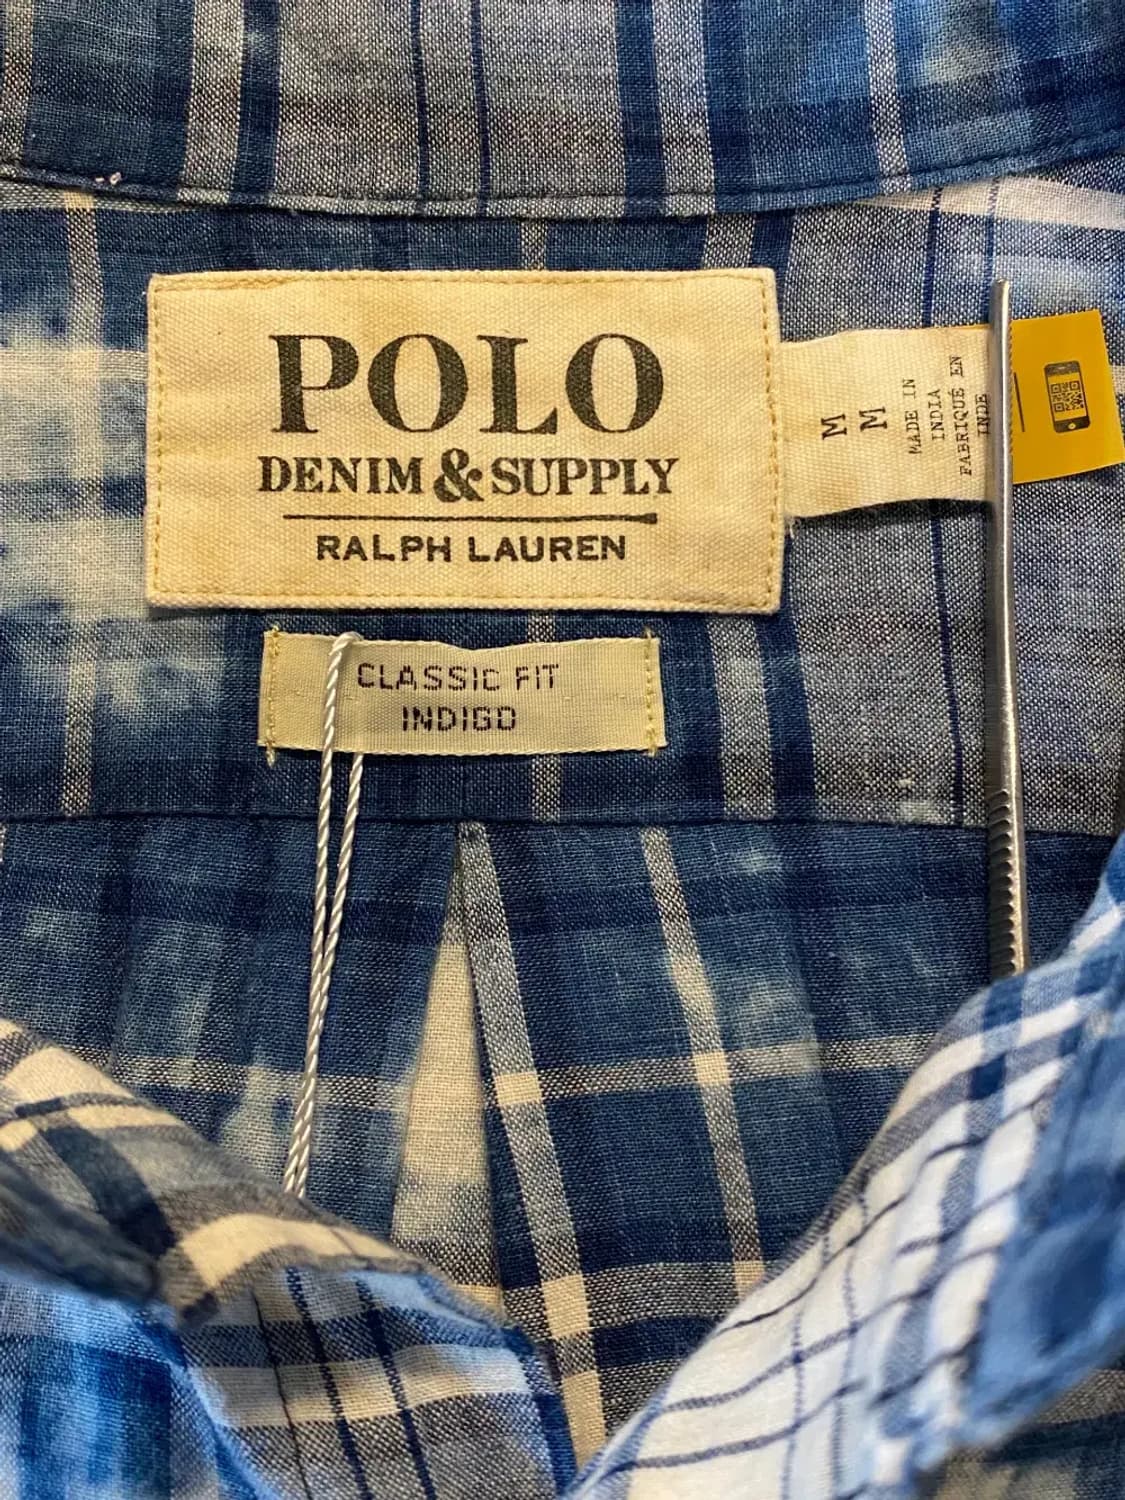 POLO
DENIM & SUPPLY
RALPH LAUREN
M
M
MADE IN
INDIA
FABRIQUÉ EN
INDE
CLASSIC FIT
INDIGO